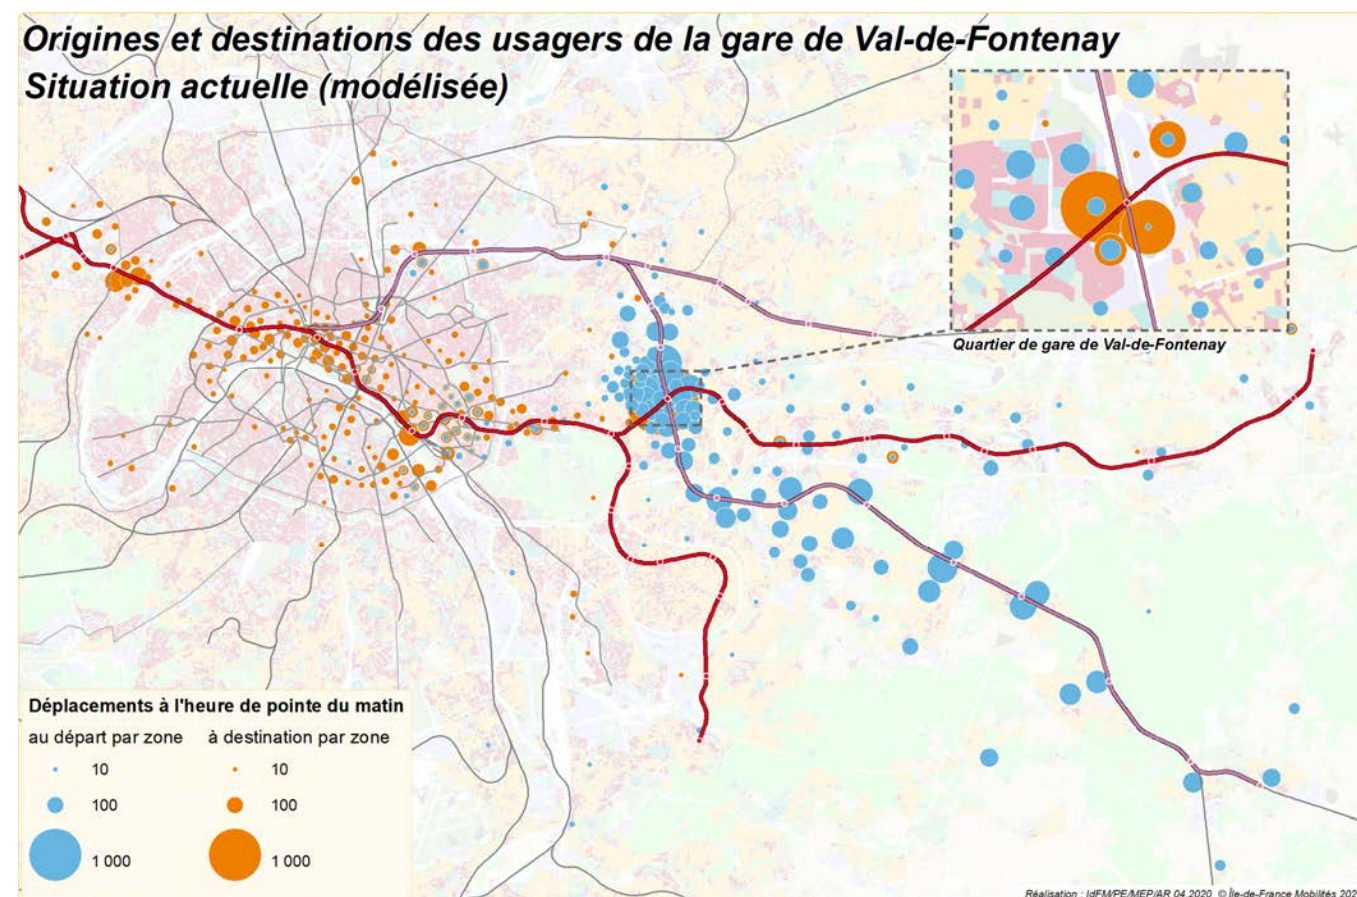 Origines et destinations des usagers de la gare de Val-de-Fontenay
Situation actuelle (modélisée)
Quartier de gare de Val-de-Fontenay
Déplacements à l'heure de pointe du matin
au départ par zone à destination par zone
10 10
100 100
1 000 1 000
Réalisation : IdFM/PE/MEP/AR 04.2020 © Île-de-France Mobilités 202